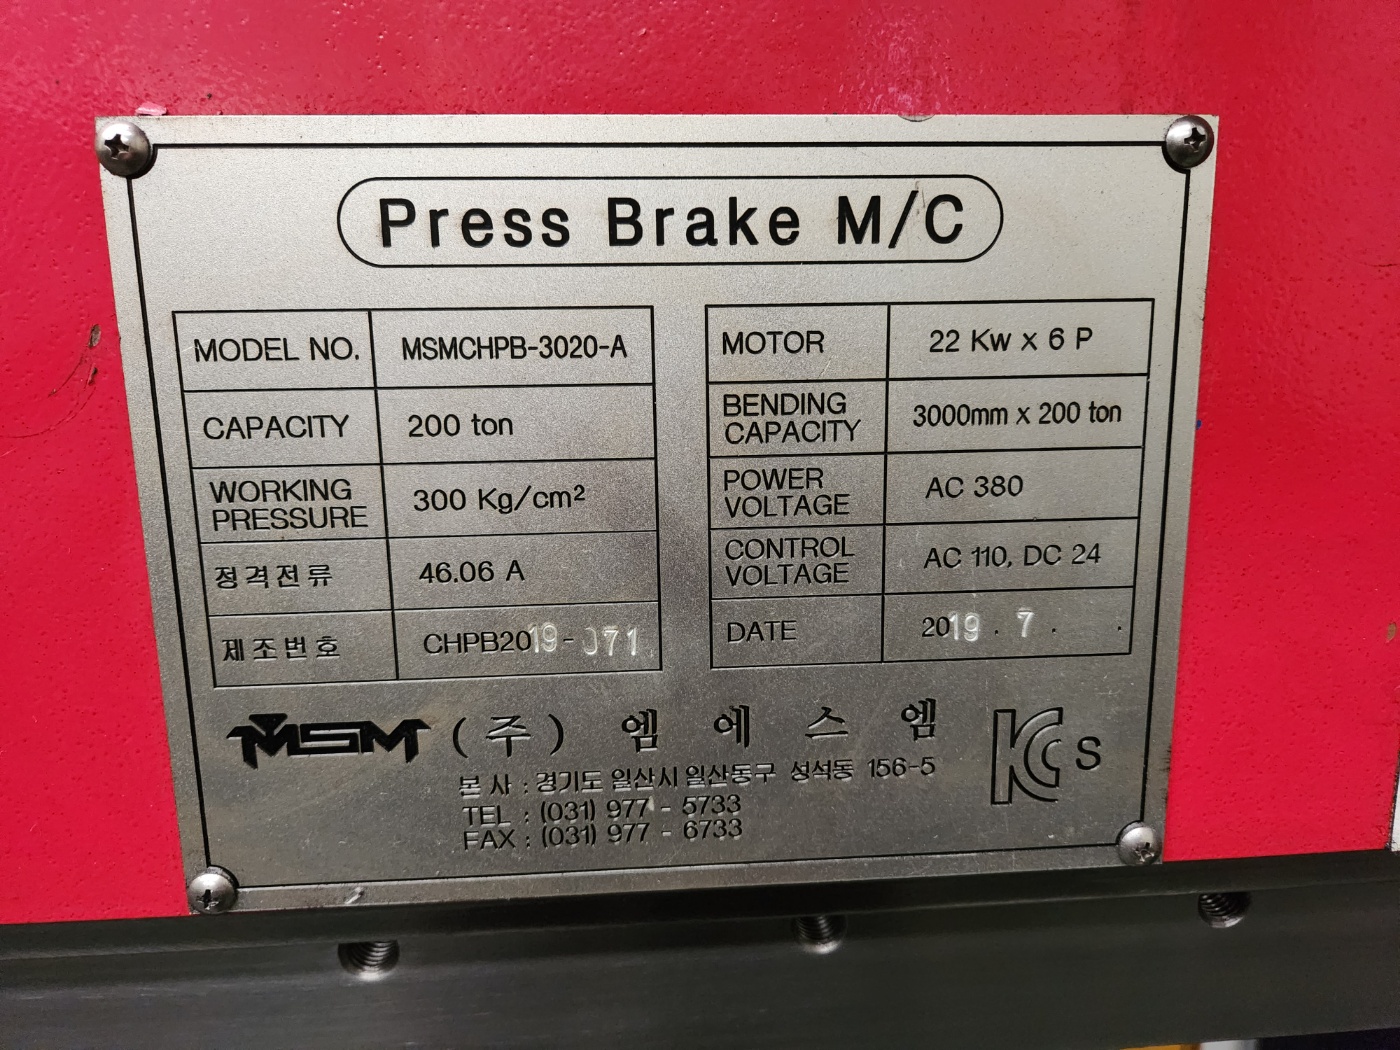 Press Brake M/C
MODEL NO. MSMCHPB-3020-A
CAPACITY 200 ton
WORKING PRESSURE 300 Kg/cm²
정격전류 46.06 A
제조번호 CHPB2019-071
MOTOR 22 Kw x 6 P
BENDING CAPACITY 3000mm x 200 ton
POWER VOLTAGE AC 380
CONTROL VOLTAGE AC 110, DC 24
DATE 2019 . 7 . .
MSM (주) 엠에스엠
본사 : 경기도 일산시 일산동구 성석동 156-5
TEL : (031) 977 - 5733
FAX : (031) 977 - 6733
KCs